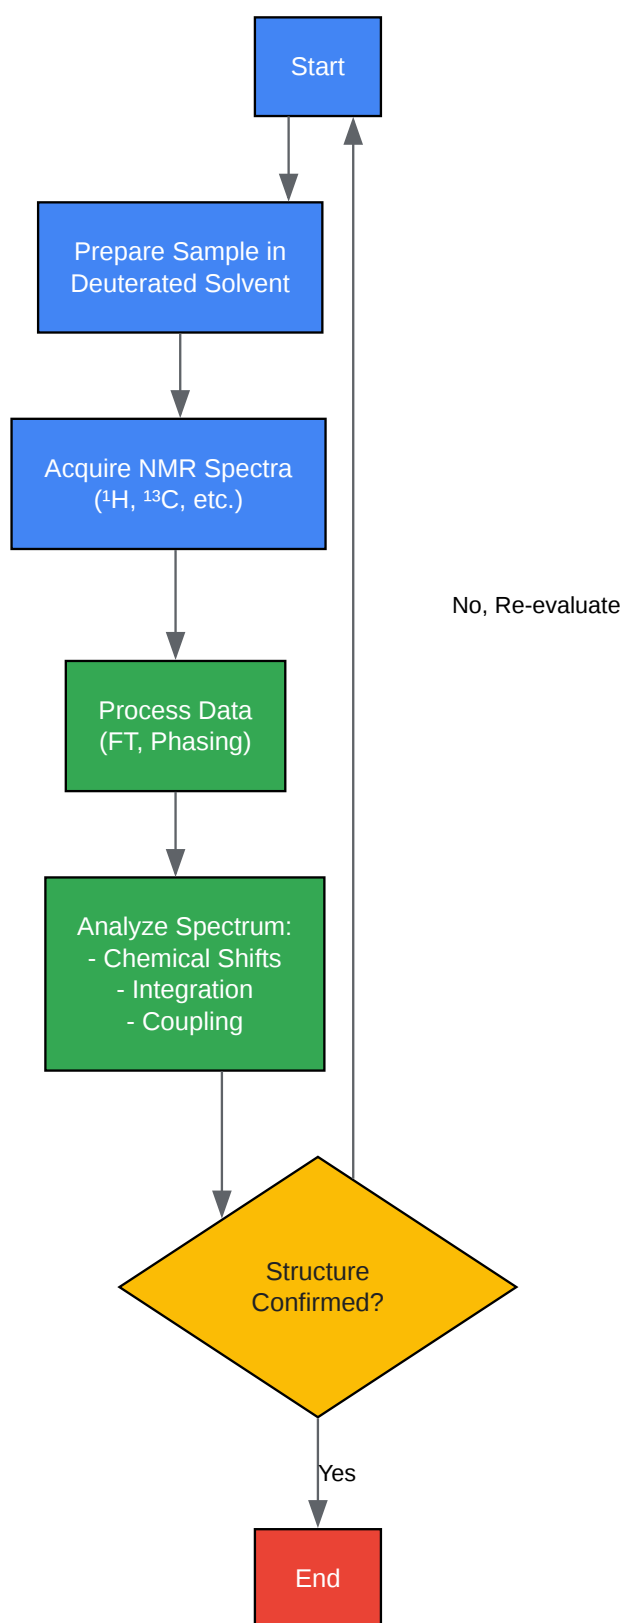 Start
Prepare Sample in
Deuterated Solvent
Acquire NMR Spectra
(¹H, ¹³C, etc.)
No, Re-evaluate
Process Data
(FT, Phasing)
Analyze Spectrum:
- Chemical Shifts
- Integration
- Coupling
Structure
Confirmed?
Yes
End